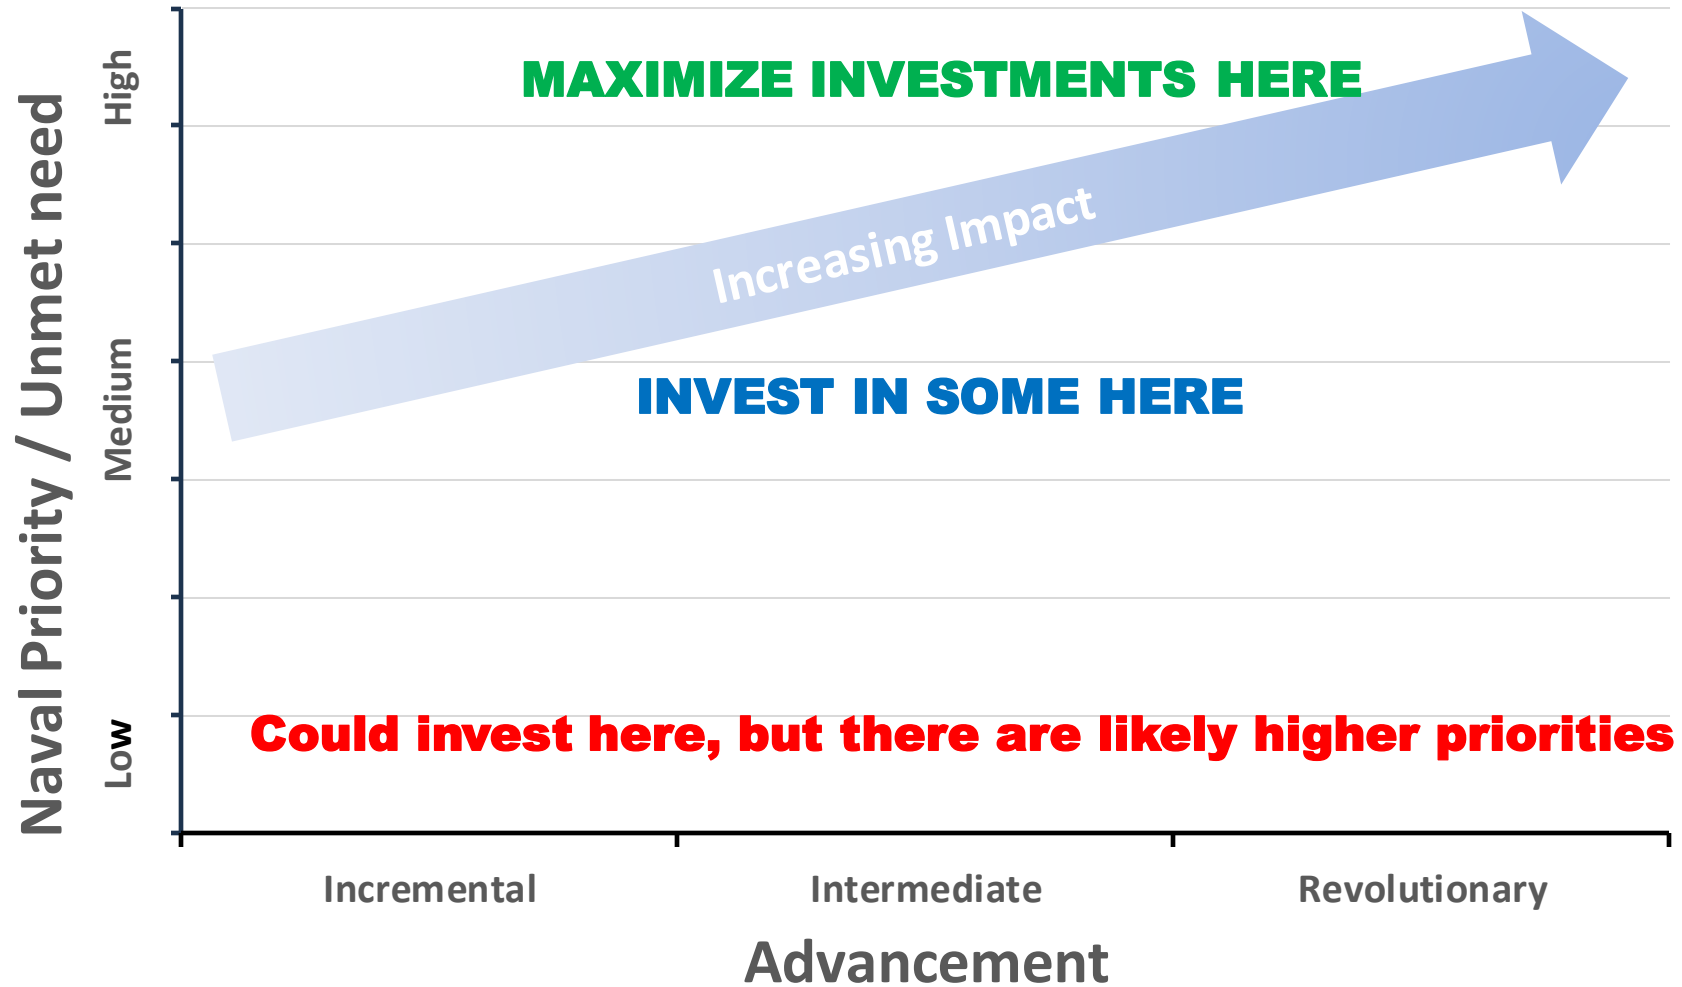 Naval Priority / Unmet need
High
MAXIMIZE INVESTMENTS HERE
Increasing Impact
Medium
INVEST IN SOME HERE
Low
Could invest here, but there are likely higher priorities
Incremental
Intermediate
Revolutionary
Advancement